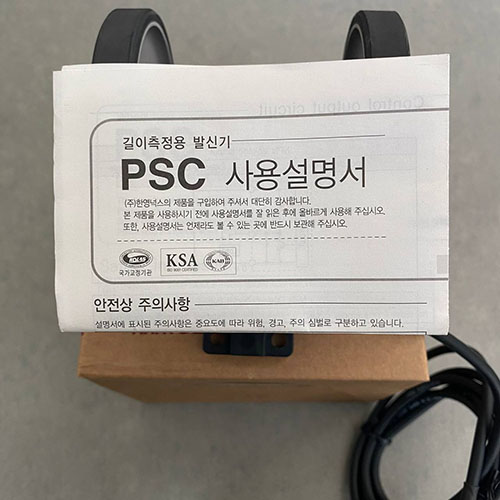 길이측정용 발신기
PSC 사용설명서
(주)한영넉스의 제품을 구입하여 주셔서 대단히 감사합니다.
본 제품을 사용하시기 전에 사용설명서를 잘 읽은 후에 올바르게 사용해 주십시오.
또한, 사용설명서는 언제라도 볼 수 있는 곳에 반드시 보관해 주십시오.
국가교정기관
KSA
KAB
안전상 주의사항
설명서에 표시된 주의사항은 중요도에 따라 위험, 경고, 주의 심벌로 구분하고 있습니다.